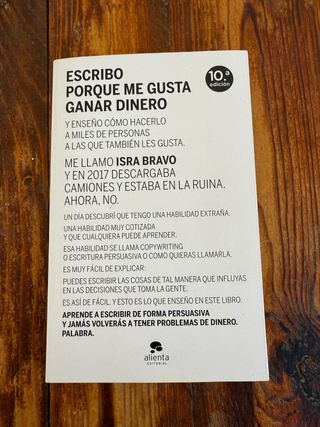 ESCRIBO
PORQUE ME GUSTA
GANAR DINERO
10.ª
edición
Y ENSEÑO CÓMO HACERLO
A MILES DE PERSONAS
A LAS QUE TAMBIÉN LES GUSTA.
ME LLAMO ISRA BRAVO
Y EN 2017 DESCARGABA
CAMIONES Y ESTABA EN LA RUINA.
AHORA, NO.
UN DÍA DESCUBRÍ QUE TENGO UNA HABILIDAD EXTRAÑA.
UNA HABILIDAD MUY COTIZADA
Y QUE CUALQUIERA PUEDE APRENDER.
ESA HABILIDAD SE LLAMA COPYWRITING
O ESCRITURA PERSUASIVA O COMO QUIERAS LLAMARLA.
ES MUY FÁCIL DE EXPLICAR:
PUEDES ESCRIBIR LAS COSAS DE TAL MANERA QUE INFLUYAS
EN LAS DECISIONES QUE TOMA LA GENTE.
ES ASÍ DE FÁCIL. Y ESTO ES LO QUE ENSEÑO EN ESTE LIBRO.
APRENDE A ESCRIBIR DE FORMA PERSUASIVA
Y JAMÁS VOLVERÁS A TENER PROBLEMAS DE DINERO.
PALABRA.
alienta
EDITORIAL